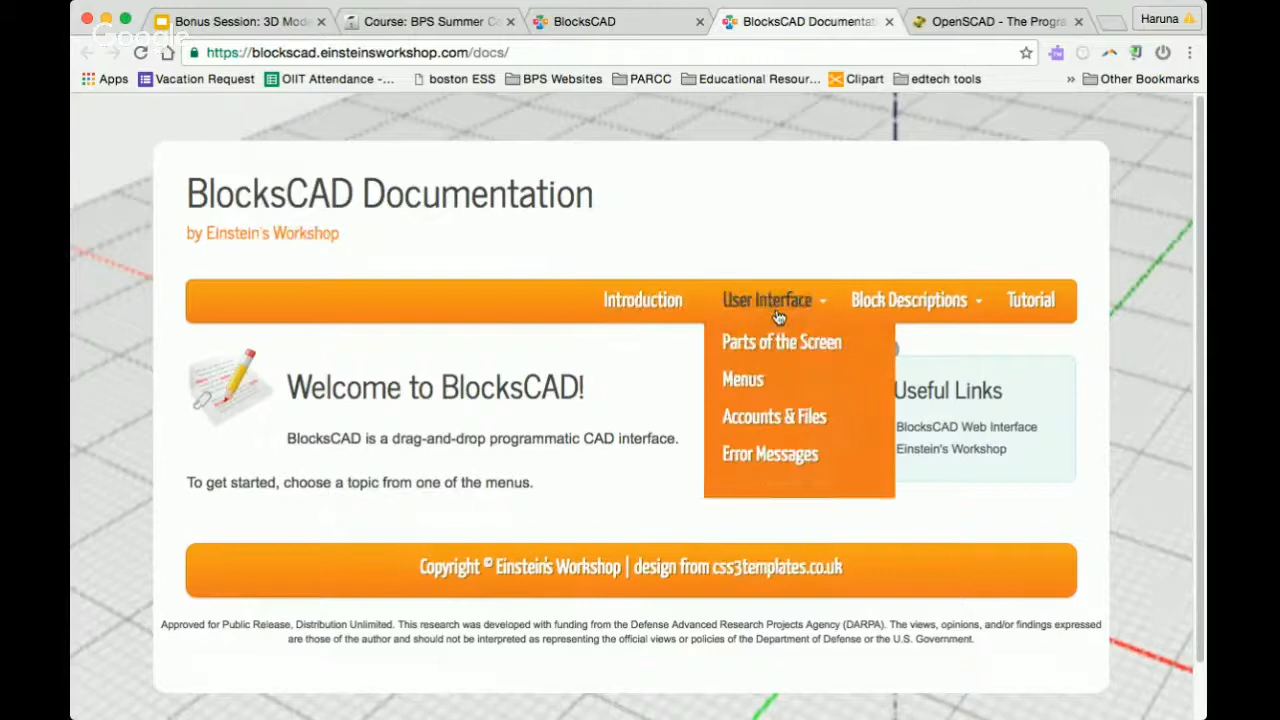 Bonus Session: 3D Mode
Course: BPS Summer Co
BlocksCAD
BlocksCAD Documentati
OpenSCAD - The Progra
Haruna
Google
https://blockscad.einsteinsworkshop.com/docs/
Apps
Vacation Request
OIIT Attendance -...
boston ESS
BPS Websites
PARCC
Educational Resour...
Clipart
edtech tools
»
Other Bookmarks
BlocksCAD Documentation
by Einstein's Workshop
Introduction
User Interface
Block Descriptions
Tutorial
Parts of the Screen
Menus
Accounts & Files
Error Messages
Welcome to BlocksCAD!
BlocksCAD is a drag-and-drop programmatic CAD interface.
To get started, choose a topic from one of the menus.
Useful Links
BlocksCAD Web Interface
Einstein's Workshop
Copyright © Einstein's Workshop | design from css3templates.co.uk
Approved for Public Release, Distribution Unlimited. This research was developed with funding from the Defense Advanced Research Projects Agency (DARPA). The views, opinions, and/or findings expressed
are those of the author and should not be interpreted as representing the official views or policies of the Department of Defense or the U.S. Government.